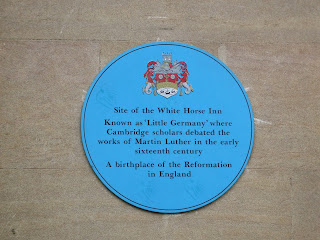 Site of the White Horse Inn
Known as 'Little Germany' where
Cambridge scholars debated the
works of Martin Luther in the early
sixteenth century
A birthplace of the Reformation
in England